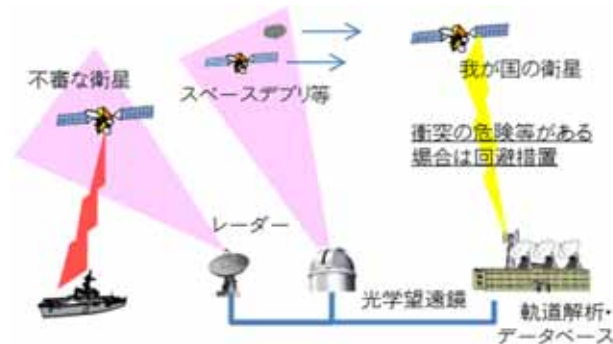 不審な衛星
スペースデブリ等
我が国の衛星
衝突の危険等がある
場合は回避措置
レーダー
光学望遠鏡
軌道解析・
データベース